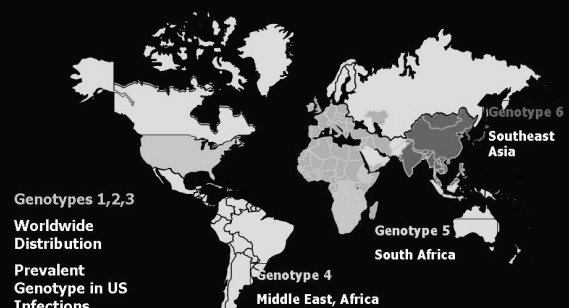 Genotype 6
Southeast
Asia
Genotypes 1,2,3
Worldwide
Distribution
Prevalent
Genotype in US
Infections
Genotype 5
South Africa
Genotype 4
Middle East, Africa